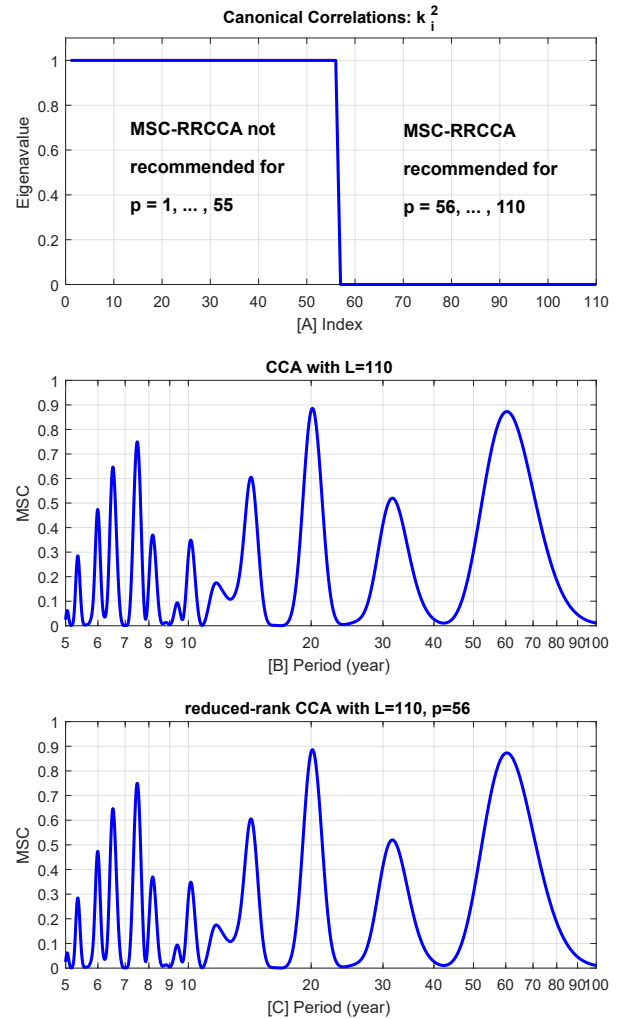 Canonical Correlations: k_i^2
1
0.8
0.6
0.4
0.2
0
Eigenavalue
MSC-RRCCA not
recommended for
p = 1, ... , 55
MSC-RRCCA
recommended for
p = 56, ... , 110
0 10 20 30 40 50 60 70 80 90 100 110
[A] Index
CCA with L=110
1
0.9
0.8
0.7
0.6
0.5
0.4
0.3
0.2
0.1
0
MSC
5 6 7 8 9 10 20 30 40 50 60 70 80 90 100
[B] Period (year)
reduced-rank CCA with L=110, p=56
1
0.9
0.8
0.7
0.6
0.5
0.4
0.3
0.2
0.1
0
MSC
5 6 7 8 9 10 20 30 40 50 60 70 80 90 100
[C] Period (year)